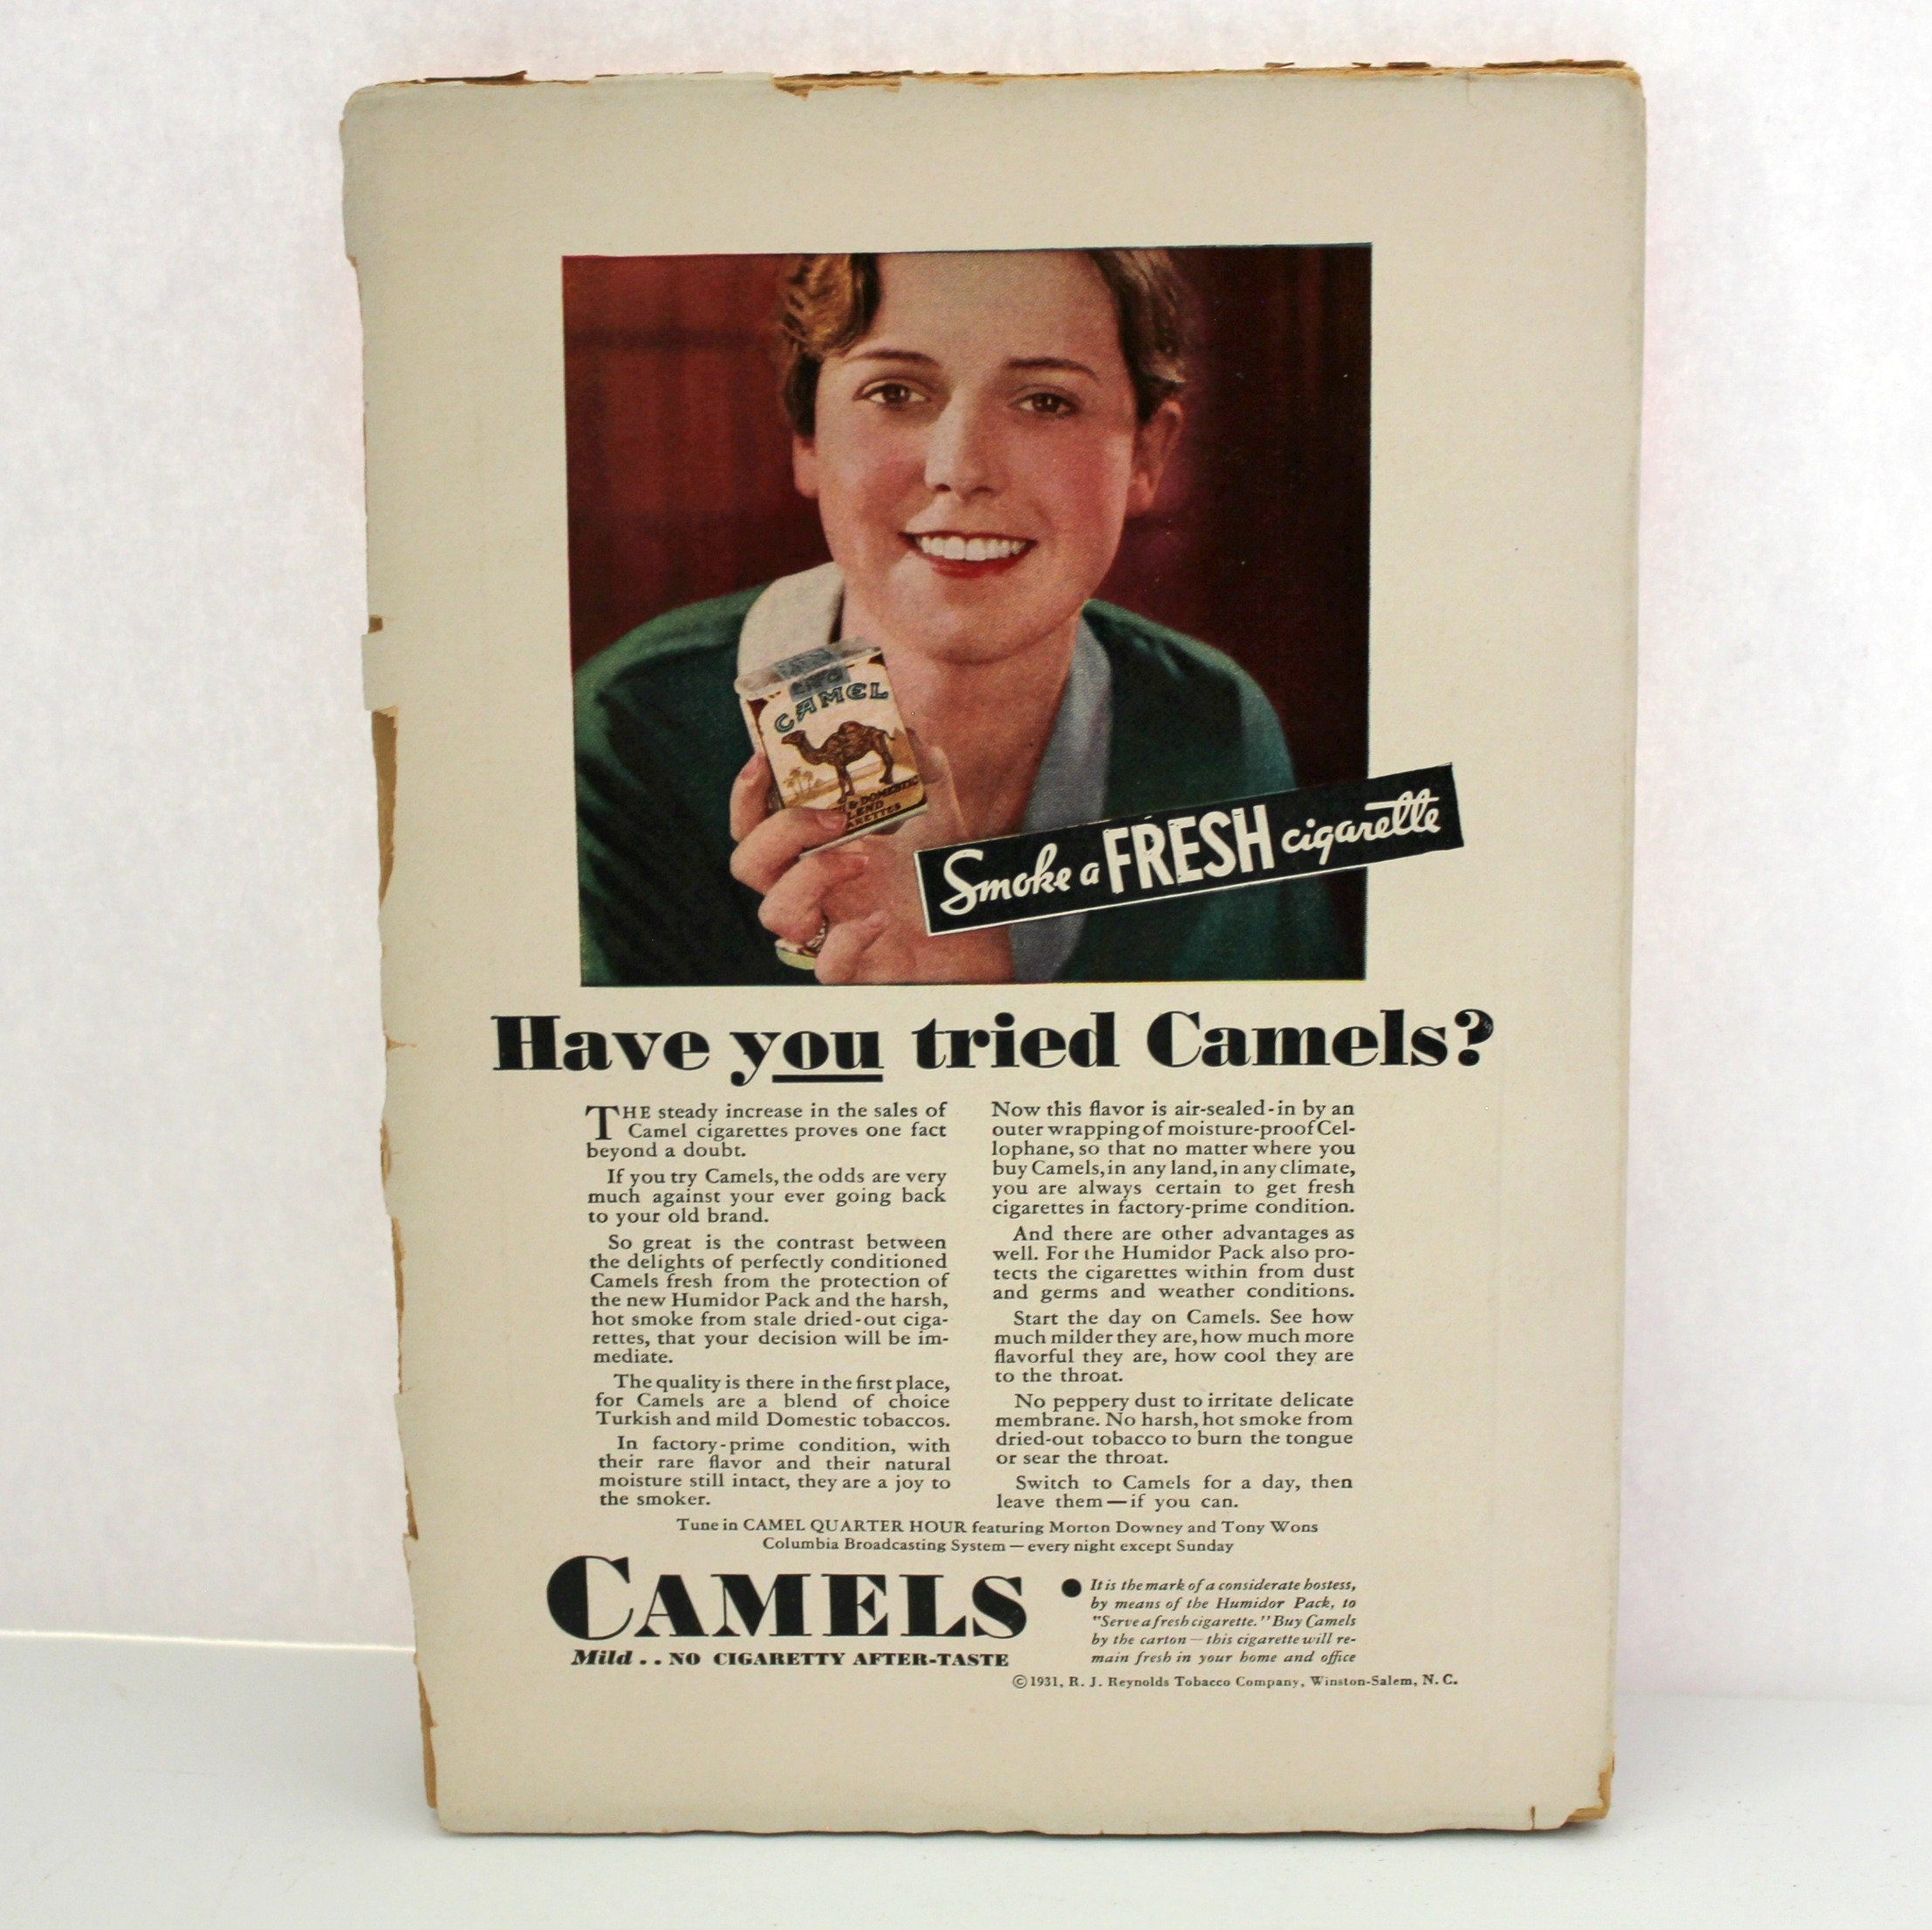 CAMEL
& DOMESTIC
Smoke a FRESH cigarette
Have you tried Camels?
THE steady increase in the sales of
Camel cigarettes proves one fact
beyond a doubt.
If you try Camels, the odds are very
much against your ever going back
to your old brand.
So great is the contrast between
the delights of perfectly conditioned
Camels fresh from the protection of
the new Humidor Pack and the harsh,
hot smoke from stale dried-out ciga-
rettes, that your decision will be im-
mediate.
The quality is there in the first place,
for Camels are a blend of choice
Turkish and mild Domestic tobaccos.
In factory-prime condition, with
their rare flavor and their natural
moisture still intact, they are a joy to
the smoker.
Now this flavor is air-sealed-in by an
outer wrapping of moisture-proof Cel-
lophane, so that no matter where you
buy Camels, in any land, in any climate,
you are always certain to get fresh
cigarettes in factory-prime condition.
And there are other advantages as
well. For the Humidor Pack also pro-
tects the cigarettes within from dust
and germs and weather conditions.
Start the day on Camels. See how
much milder they are, how much more
flavorful they are, how cool they are
to the throat.
No peppery dust to irritate delicate
membrane. No harsh, hot smoke from
dried-out tobacco to burn the tongue
or sear the throat.
Switch to Camels for a day, then
leave them — if you can.
Tune in CAMEL QUARTER HOUR featuring Morton Downey and Tony Wons
Columbia Broadcasting System — every night except Sunday
CAMELS
Mild . . NO CIGARETTY AFTER-TASTE
● It is the mark of a considerate hostess,
by means of the Humidor Pack, to
"Serve a fresh cigarette." Buy Camels
by the carton — this cigarette will re-
main fresh in your home and office
© 1931, R. J. Reynolds Tobacco Company, Winston-Salem, N. C.